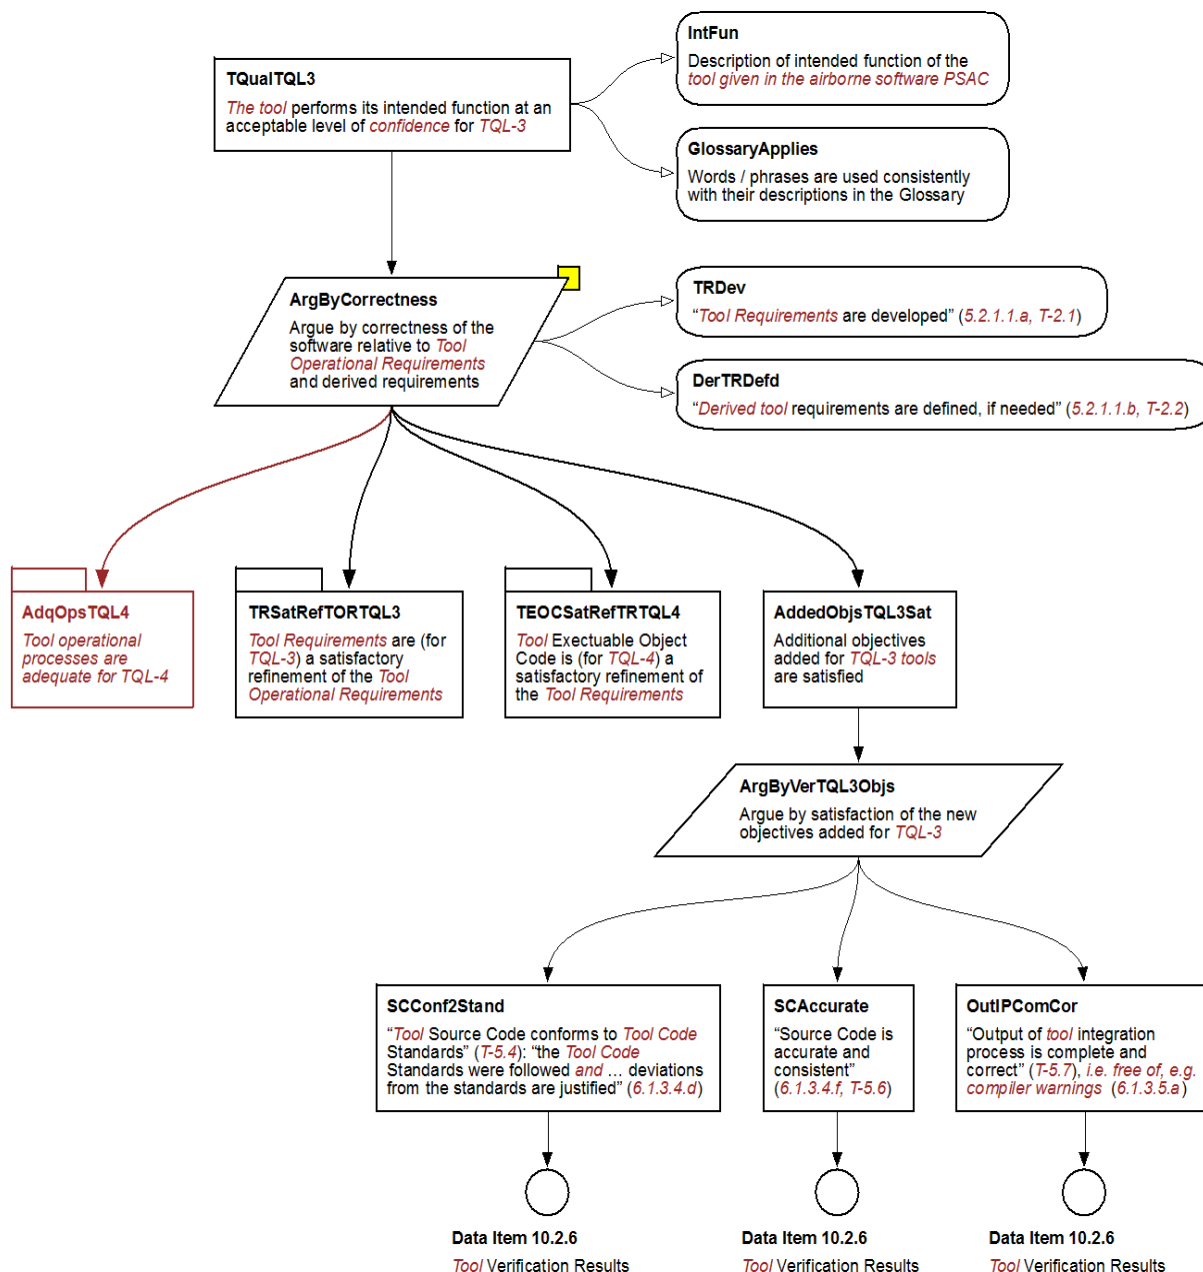 IntFun
Description of intended function of the
tool given in the airborne software PSAC
TQualTQL3
The tool performs its intended function at an
acceptable level of confidence for TQL-3
GlossaryApplies
Words / phrases are used consistently
with their descriptions in the Glossary
ArgByCorrectness
Argue by correctness of the
software relative to Tool
Operational Requirements
and derived requirements
TRDev
“Tool Requirements are developed” (5.2.1.1.a, T-2.1)
DerTRDefd
“Derived tool requirements are defined, if needed” (5.2.1.1.b, T-2.2)
AdqOpsTQL4
Tool operational
processes are
adequate for TQL-4
TRSatRefTORTQL3
Tool Requirements are (for
TQL-3) a satisfactory
refinement of the Tool
Operational Requirements
TEOCSatRefTRTQL4
Tool Exectuable Object
Code is (for TQL-4) a
satisfactory refinement of
the Tool Requirements
AddedObjsTQL3Sat
Additional objectives
added for TQL-3 tools
are satisfied
ArgByVerTQL3Objs
Argue by satisfaction of the new
objectives added for TQL-3
SCConf2Stand
“Tool Source Code conforms to Tool Code
Standards” (T-5.4): “the Tool Code
Standards were followed and … deviations
from the standards are justified” (6.1.3.4.d)
SCAccurate
“Source Code is
accurate and
consistent”
(6.1.3.4.f, T-5.6)
OutIPComCor
“Output of tool integration
process is complete and
correct” (T-5.7), i.e. free of, e.g.
compiler warnings (6.1.3.5.a)
Data Item 10.2.6
Tool Verification Results
Data Item 10.2.6
Tool Verification Results
Data Item 10.2.6
Tool Verification Results